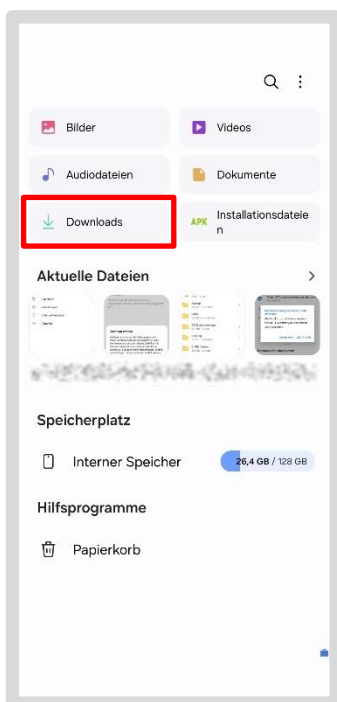 Bilder
Videos
Audiodateien
Dokumente
Downloads
APK
Installationsdateie
n
Aktuelle Dateien
Speicherplatz
Interner Speicher
26,4 GB / 128 GB
Hilfsprogramme
Papierkorb